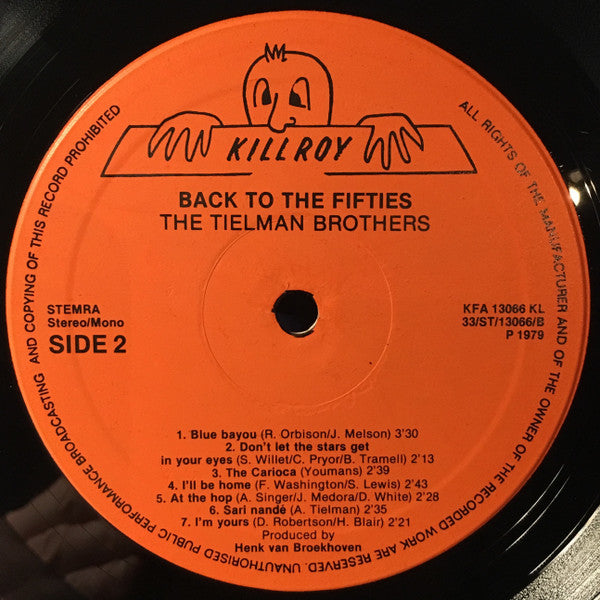 KILLROY
BACK TO THE FIFTIES
THE TIELMAN BROTHERS
STEMRA
Stereo/Mono
SIDE 2
KFA 13066 KL
33/ST/13066/B
P 1979
1. Blue bayou (R. Orbison/J. Melson) 3'30
2. Don't let the stars get
in your eyes (S. Willet/C. Pryor/B. Tramell) 2'13
3. The Carioca (Youmans) 2'39
4. I'll be home (F. Washington/S. Lewis) 2'43
5. At the hop (A. Singer/J. Medora/D. White) 2'28
6. Sari nandé (A. Tielman) 2'35
7. I'm yours (D. Robertson/H. Blair) 2'21
Produced by
Henk van Broekhoven
ALL RIGHTS OF THE MANUFACTURER AND OF THE OWNER OF THE RECORDED WORK ARE RESERVED. UNAUTHORISED PUBLIC PERFORMANCE BROADCASTING AND COPYING OF THIS RECORD PROHIBITED